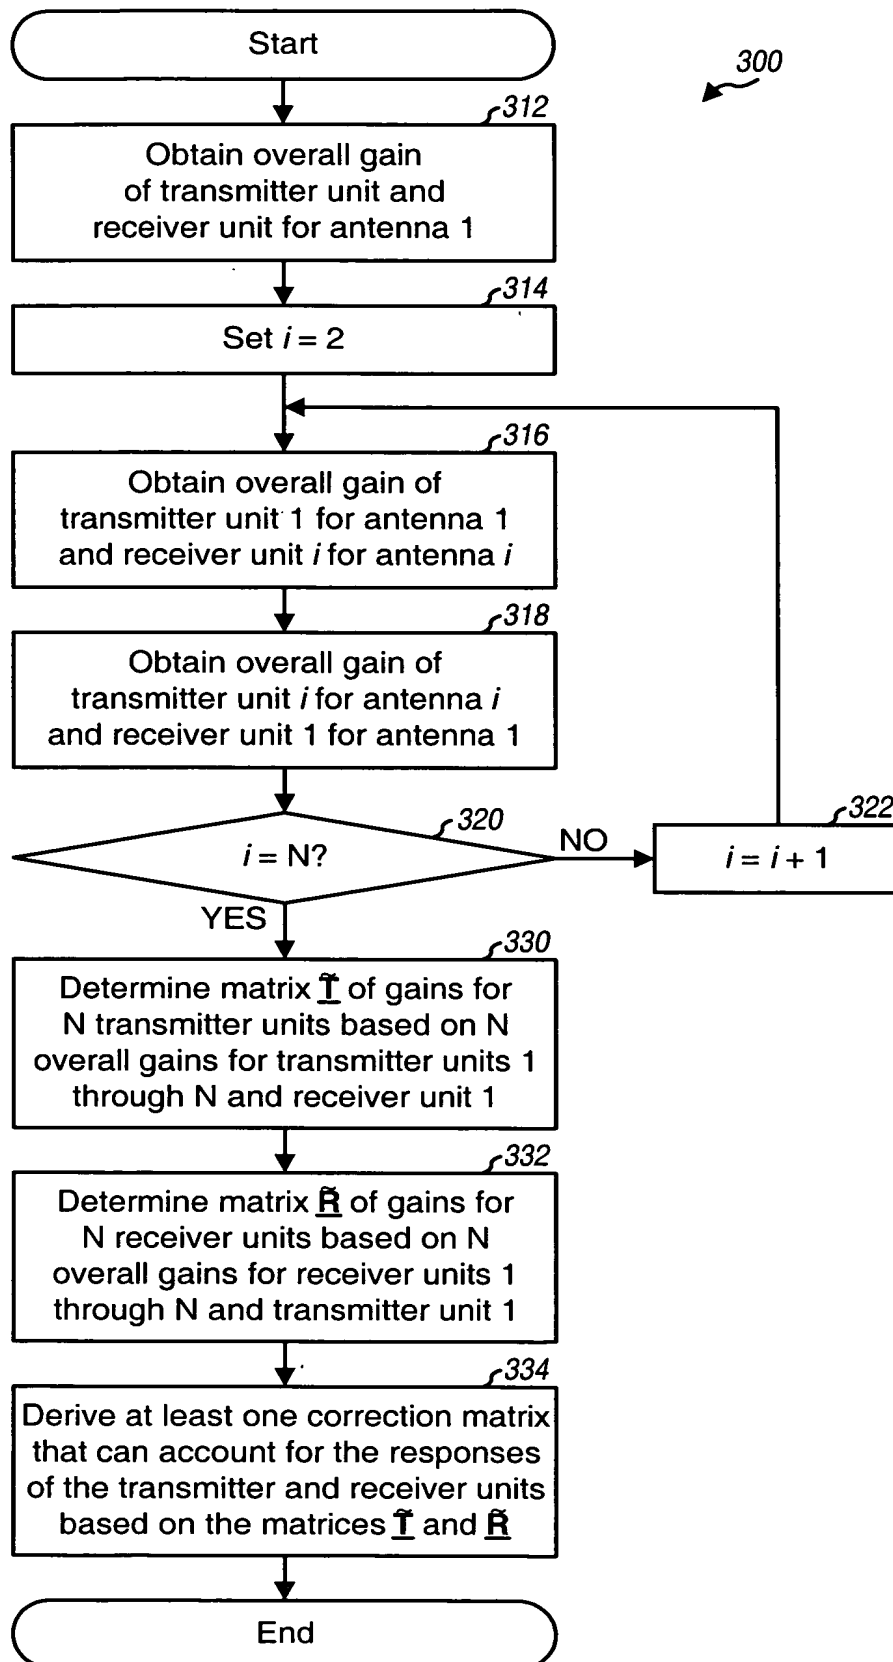 Start
300
312
Obtain overall gain
of transmitter unit and
receiver unit for antenna 1
314
Set i = 2
316
Obtain overall gain of
transmitter unit 1 for antenna 1
and receiver unit i for antenna i
318
Obtain overall gain of
transmitter unit i for antenna i
and receiver unit 1 for antenna 1
320
i = N?
NO
322
i = i + 1
YES
330
Determine matrix T̃ of gains for
N transmitter units based on N
overall gains for transmitter units 1
through N and receiver unit 1
332
Determine matrix R̃ of gains for
N receiver units based on N
overall gains for receiver units 1
through N and transmitter unit 1
334
Derive at least one correction matrix
that can account for the responses
of the transmitter and receiver units
based on the matrices T̃ and R̃
End